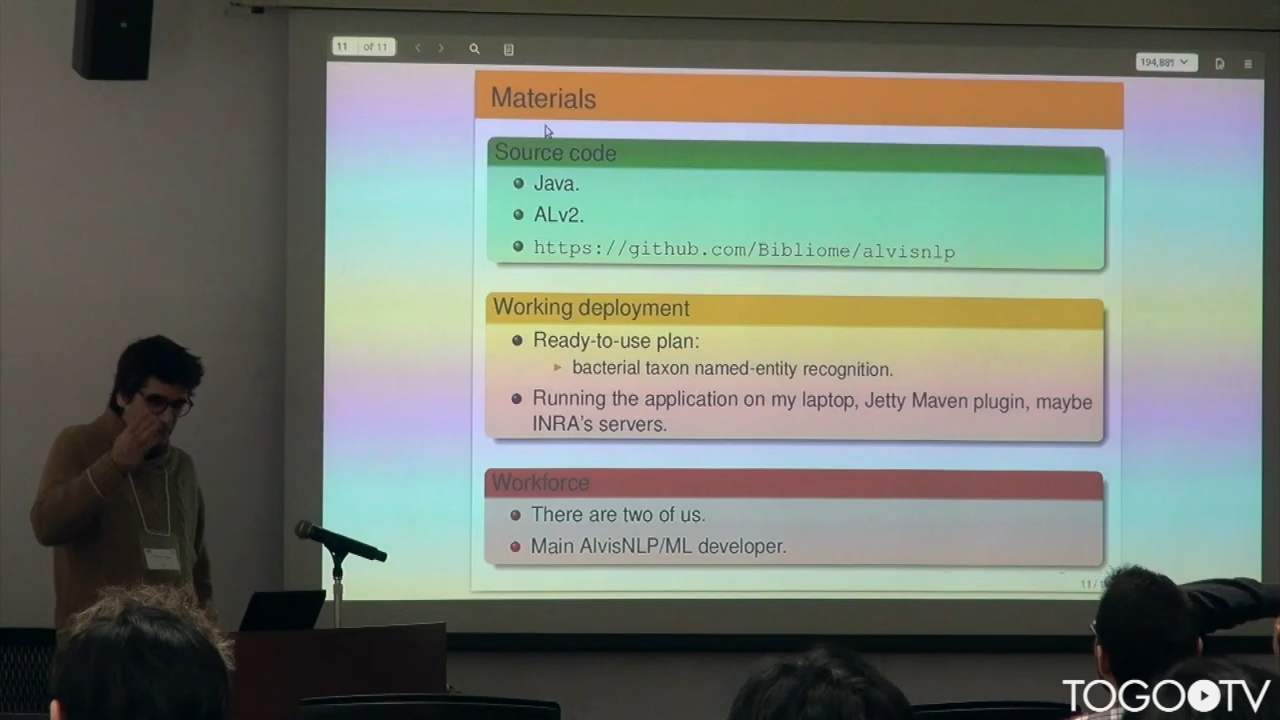 11 of 11
194,881
Materials
Source code
Java.
ALv2.
https://github.com/Bibliome/alvisnlp
Working deployment
Ready-to-use plan:
bacterial taxon named-entity recognition.
Running the application on my laptop, Jetty Maven plugin, maybe
INRA's servers.
Workforce
There are two of us.
Main AlvisNLP/ML developer.
TOGOTV